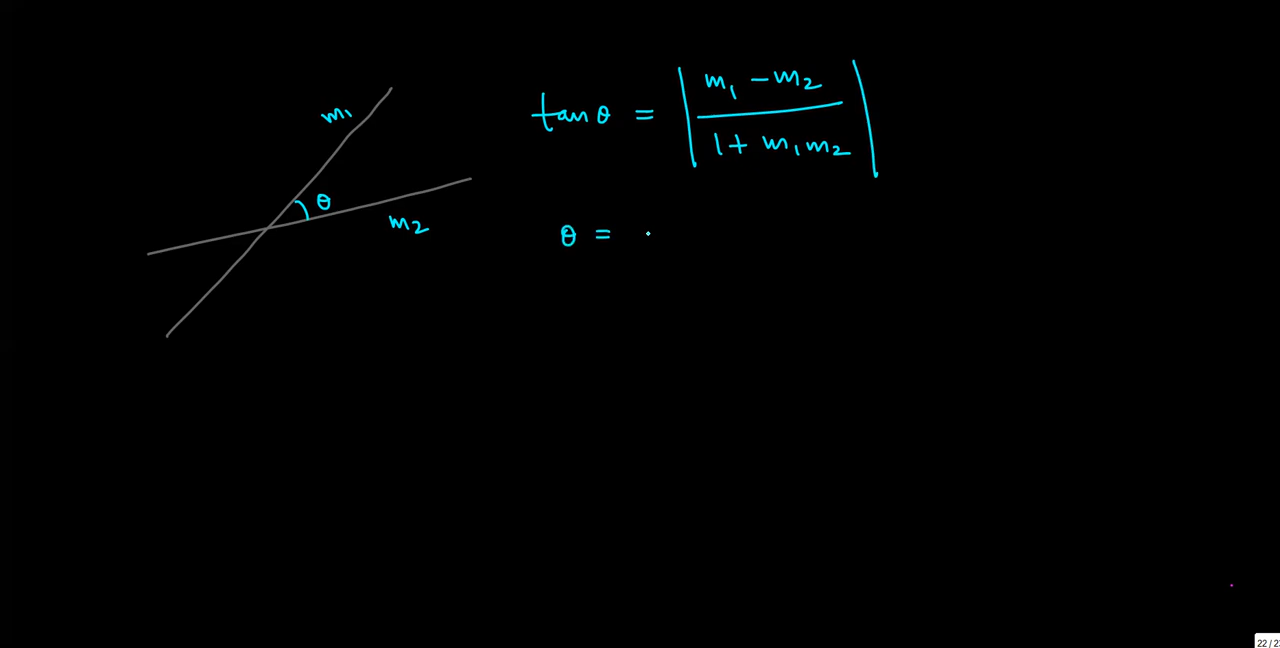 m₁
θ
m₂
tan θ = | (m₁ - m₂) / (1 + m₁m₂) |
θ =
22 / 2